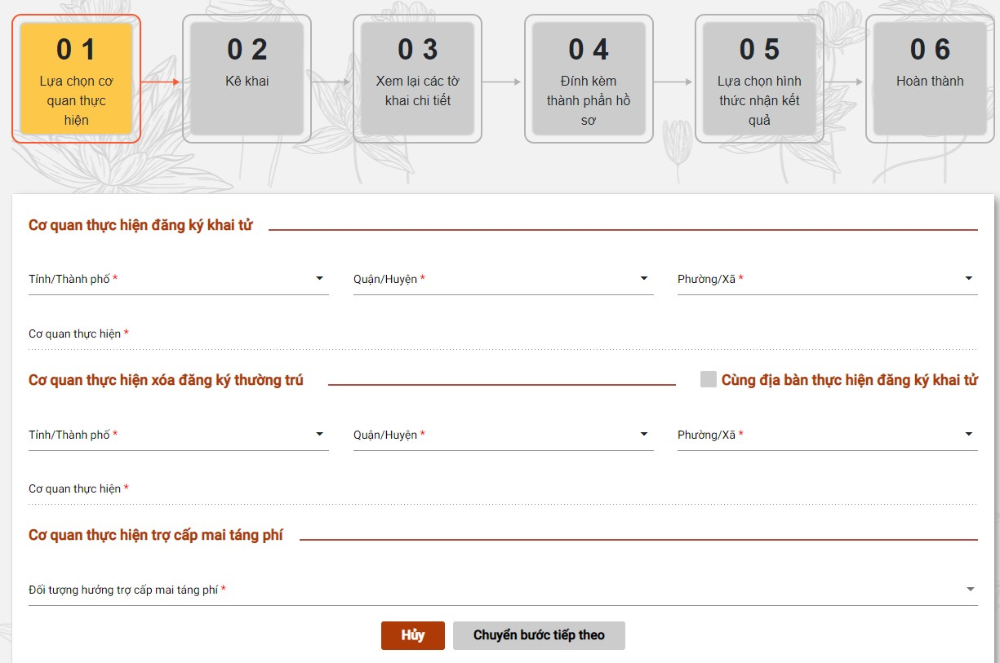 0 1
Lựa chọn cơ
quan thực
hiện
0 2
Kê khai
0 3
Xem lại các tờ
khai chi tiết
0 4
Đính kèm
thành phần hồ
sơ
0 5
Lựa chọn hình
thức nhận kết
quả
0 6
Hoàn thành
Cơ quan thực hiện đăng ký khai tử
Tỉnh/Thành phố * Quận/Huyện * Phường/Xã *
Cơ quan thực hiện *
Cơ quan thực hiện xóa đăng ký thường trú Cùng địa bàn thực hiện đăng ký khai tử
Tỉnh/Thành phố * Quận/Huyện * Phường/Xã *
Cơ quan thực hiện *
Cơ quan thực hiện trợ cấp mai táng phí
Đối tượng hưởng trợ cấp mai táng phí *
Hủy Chuyển bước tiếp theo